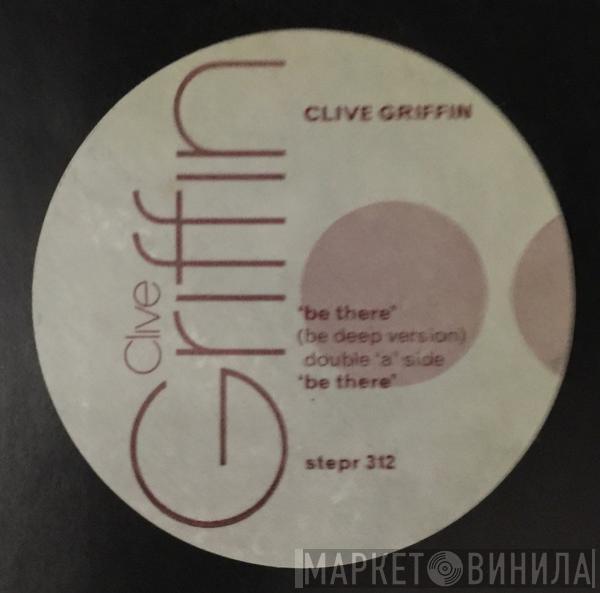 Clive
Griffin
CLIVE GRIFFIN
"be there"
(be deep version)
double 'a' side
"be there"
stepr 312
МАРКЕТ ВИНИЛА